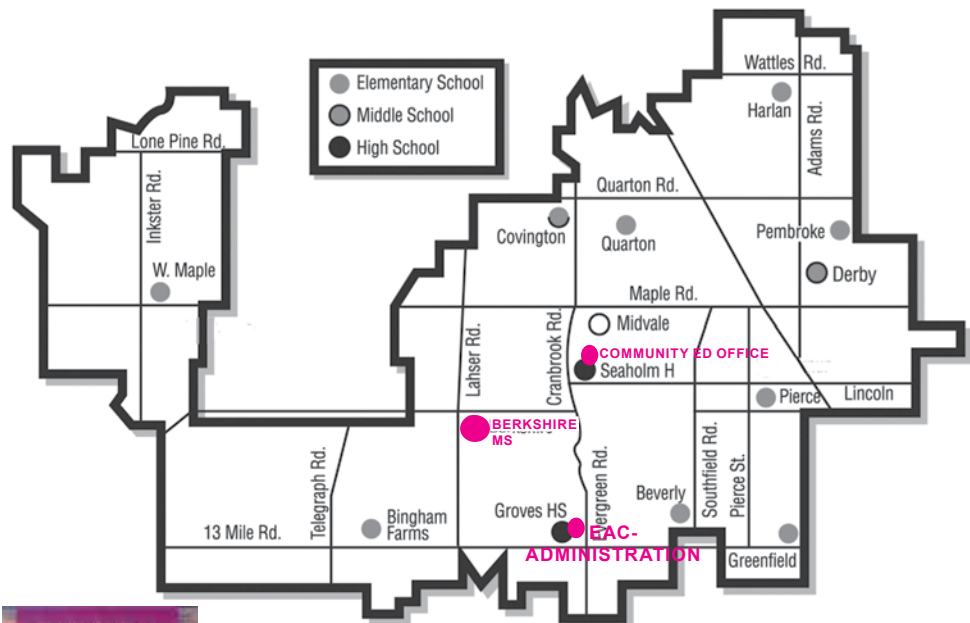 Wattles Rd.
Elementary School
Harlan
Middle School
Adams Rd.
Lone Pine Rd.
High School
Inkster Rd.
Quarton Rd.
Covington
Quarton
Pembroke
W. Maple
Derby
Maple Rd.
Midvale
Lahser Rd.
Cranbrook Rd.
COMMUNITY ED OFFICE
Seaholm H
Pierce
Lincoln
BERKSHIRE
MS
Telegraph Rd.
Evergreen Rd.
Southfield Rd.
Pierce St.
Beverly
Groves HS
Bingham
Farms
13 Mile Rd.
EAC-
ADMINISTRATION
Greenfield